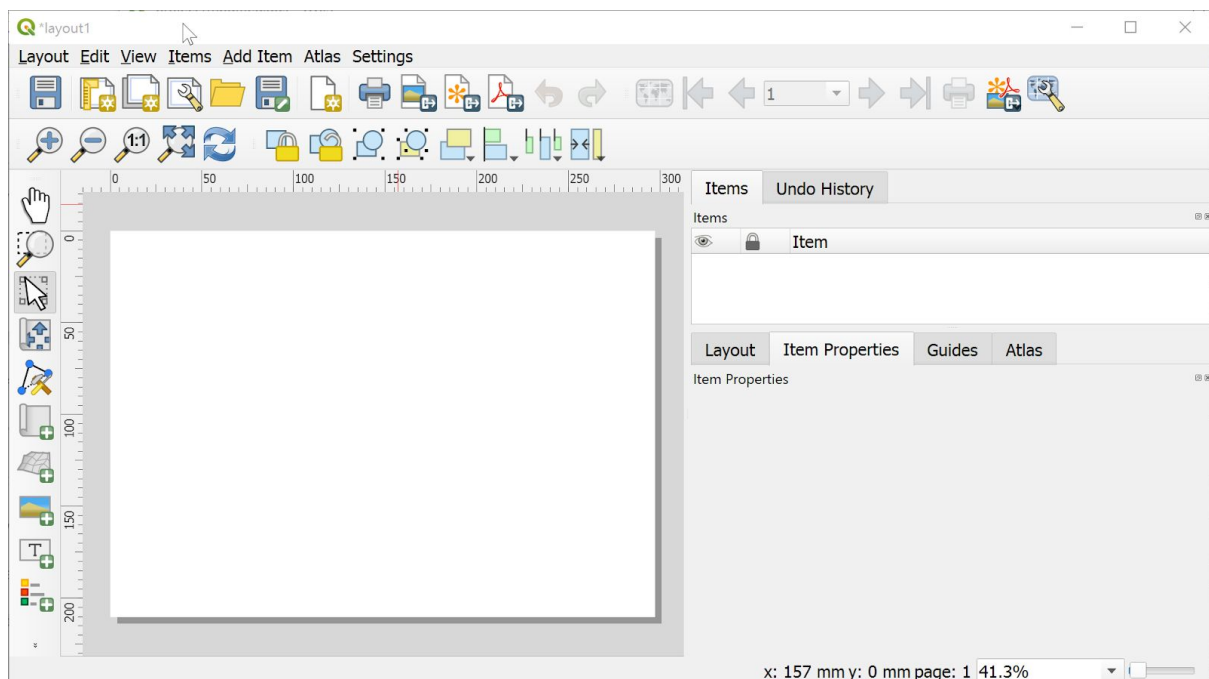 *layout1
Layout Edit View Items Add Item Atlas Settings
1
1:1
0 50 100 150 200 250 300
Items Undo History
Items
Item
0
50
100
150
200
Layout Item Properties Guides Atlas
Item Properties
T
x: 157 mm y: 0 mm page: 1 41.3%